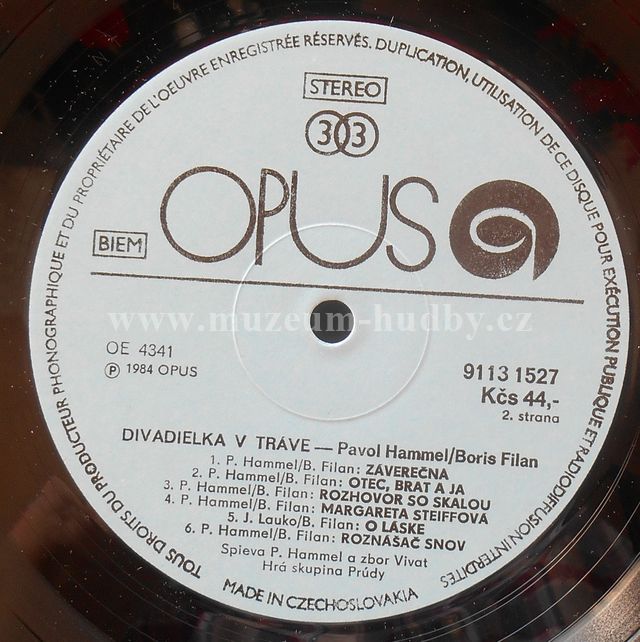 TOUS DROITS DU PRODUCTEUR PHONOGRAPHIQUE ET DU PROPRIÉTAIRE DE L'OEUVRE ENREGISTRÉE RÉSERVÉS. DUPLICATION, UTILISATION DE CE DISQUE POUR EXÉCUTION PUBLIQUE ET RADIODIFFUSION INTERDITES
STEREO
33
OPUS
BIEM
www.muzeum-hudby.cz
OE 4341
Ⓟ 1984 OPUS
9113 1527
Kčs 44,-
2. strana
DIVADIELKA V TRÁVE — Pavol Hammel/Boris Filan
1. P. Hammel/B. Filan: ZÁVEREČNÁ
2. P. Hammel/B. Filan: OTEC, BRAT A JA
3. P. Hammel/B. Filan: ROZHOVOR SO SKALOU
4. P. Hammel/B. Filan: MARGARETA STEIFFOVÁ
5. J. Lauko/B. Filan: O LÁSKE
6. P. Hammel/B. Filan: ROZNÁŠAČ SNOV
Spieva P. Hammel a zbor Vivat
Hrá skupina Prúdy
MADE IN CZECHOSLOVAKIA